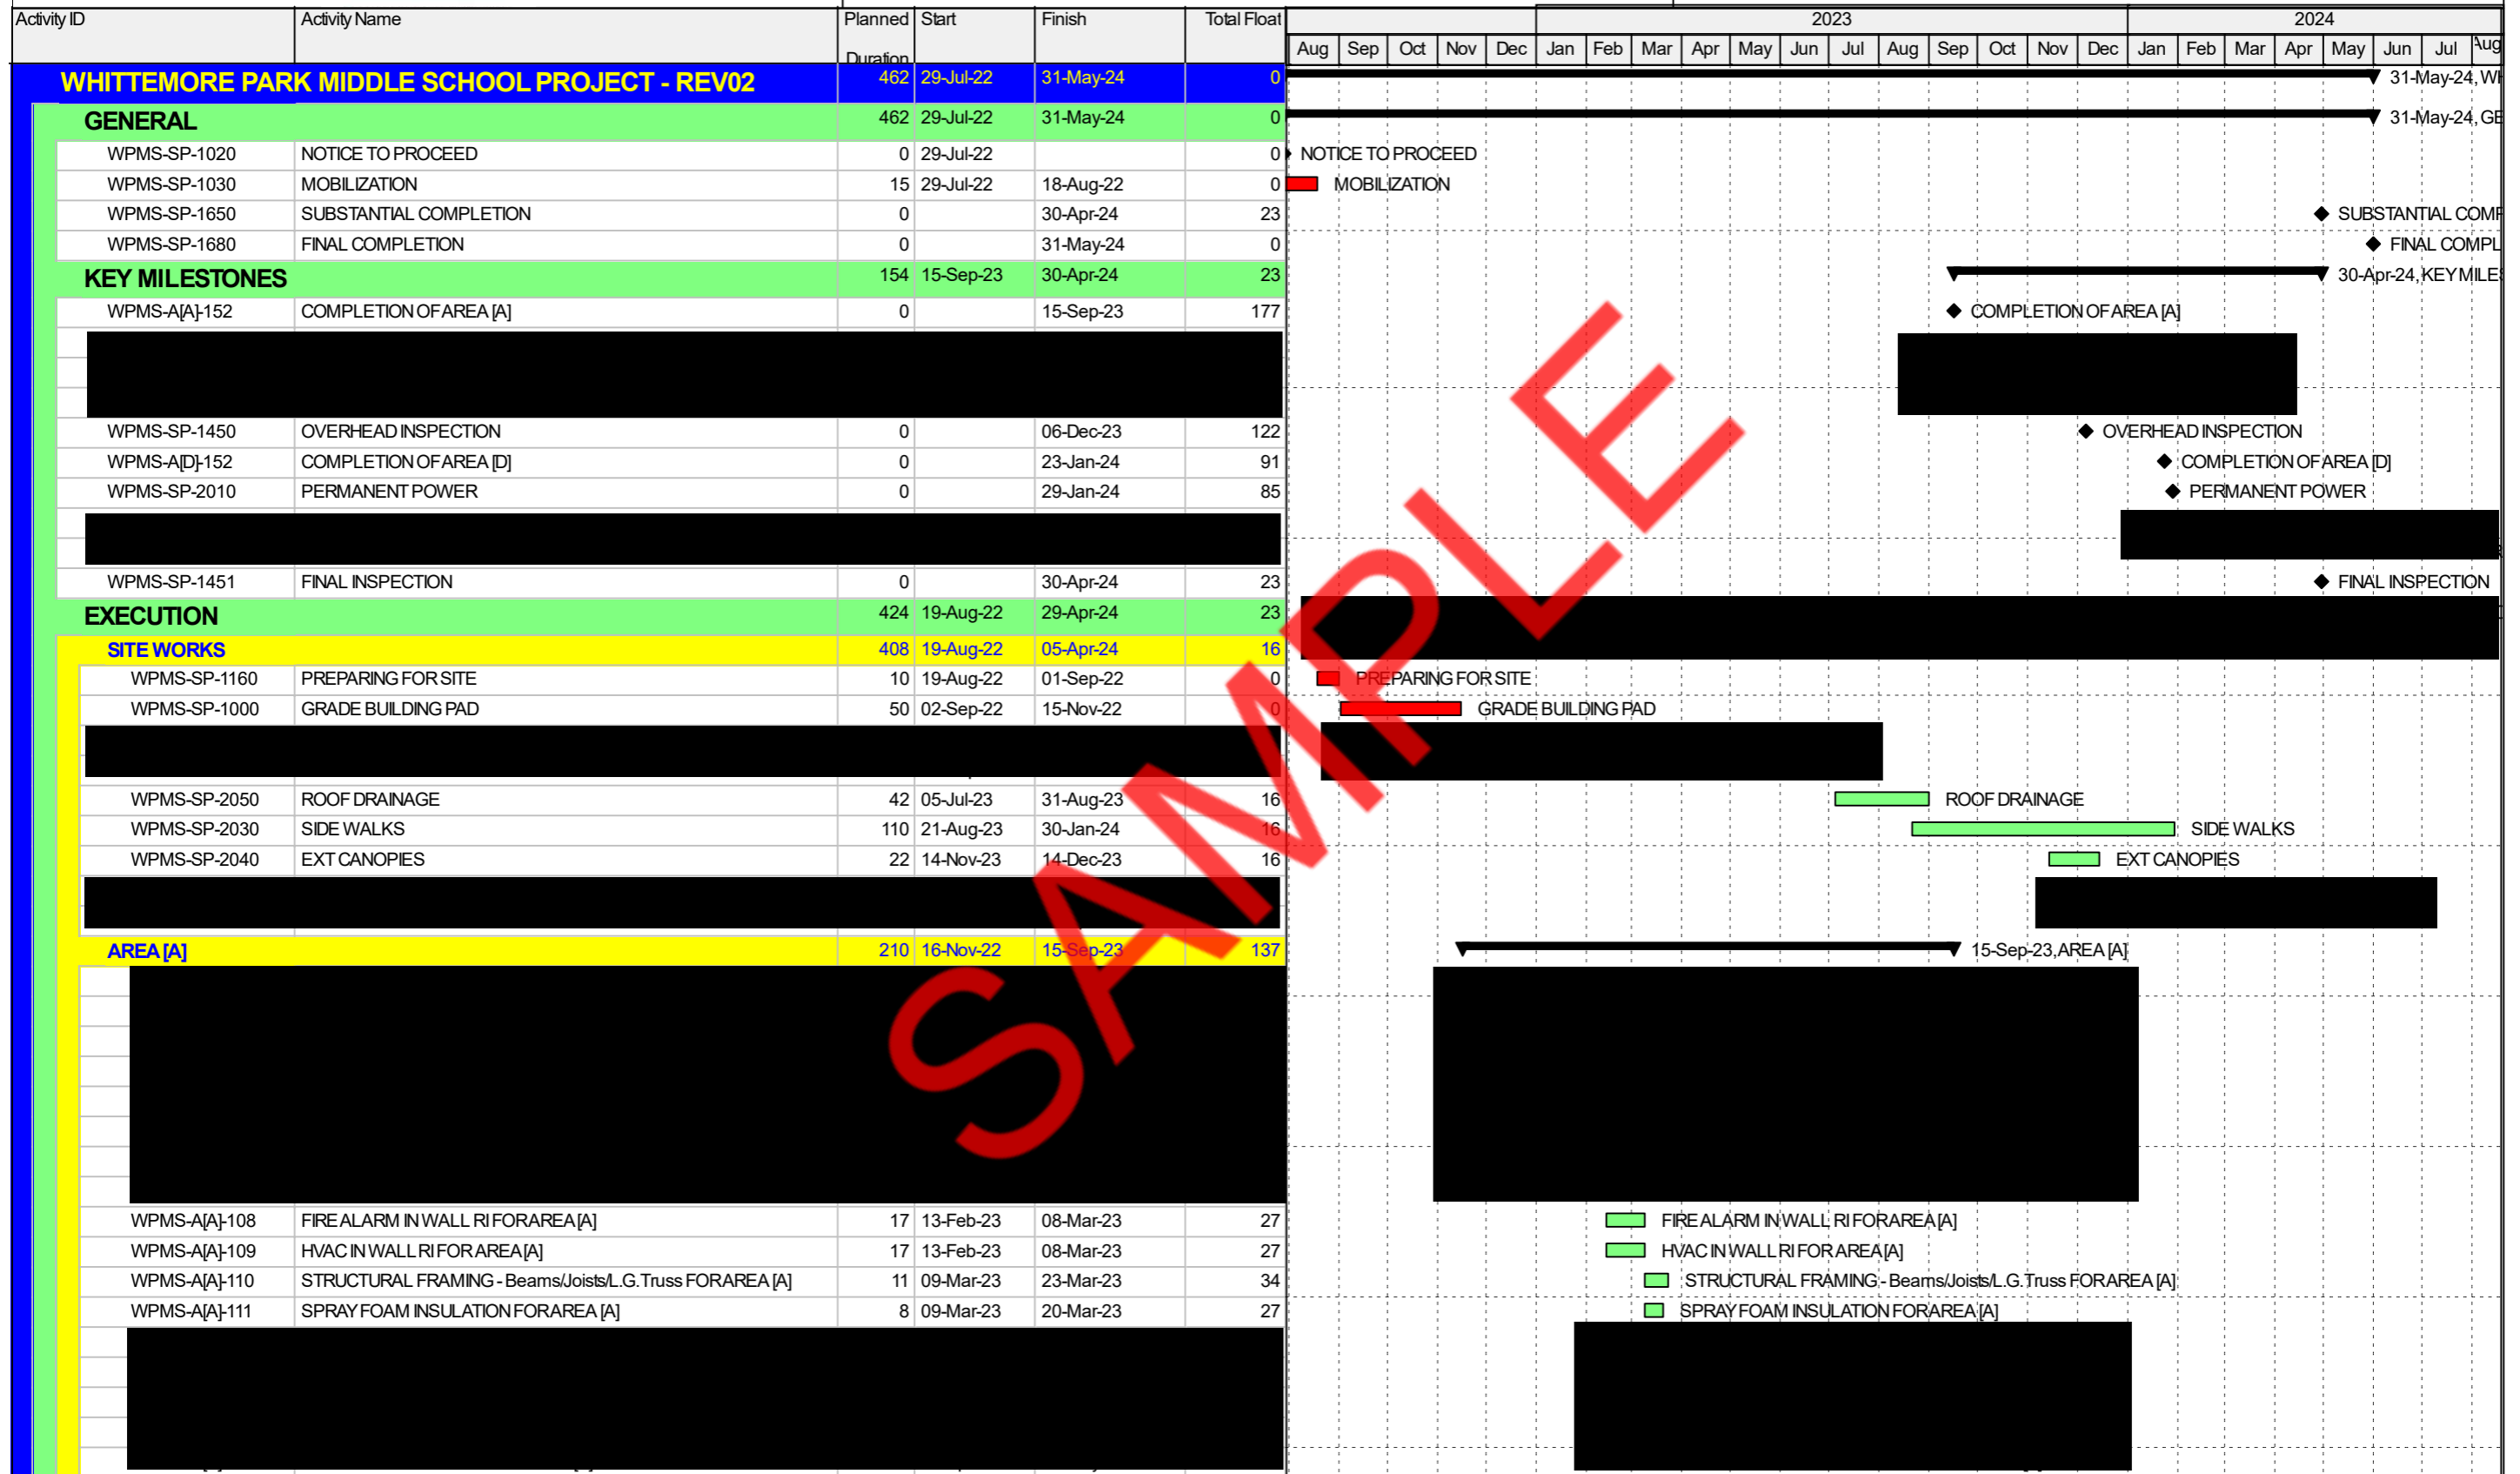 Activity ID Activity Name Planned Duration Start Finish Total Float 2023 2024
Aug Sep Oct Nov Dec Jan Feb Mar Apr May Jun Jul Aug Sep Oct Nov Dec Jan Feb Mar Apr May Jun Jul Aug
WHITTEMORE PARK MIDDLE SCHOOL PROJECT - REV02 462 29-Jul-22 31-May-24 0 31-May-24, WH
GENERAL 462 29-Jul-22 31-May-24 0 31-May-24, GE
WPMS-SP-1020 NOTICE TO PROCEED 0 29-Jul-22 0 NOTICE TO PROCEED
WPMS-SP-1030 MOBILIZATION 15 29-Jul-22 18-Aug-22 0 MOBILIZATION
WPMS-SP-1650 SUBSTANTIAL COMPLETION 0 30-Apr-24 23 SUBSTANTIAL COMP
WPMS-SP-1680 FINAL COMPLETION 0 31-May-24 0 FINAL COMPL
KEY MILESTONES 154 15-Sep-23 30-Apr-24 23 30-Apr-24, KEY MILES
WPMS-A[A]-152 COMPLETION OF AREA [A] 0 15-Sep-23 177 COMPLETION OF AREA [A]
WPMS-SP-1450 OVERHEAD INSPECTION 0 06-Dec-23 122 OVERHEAD INSPECTION
WPMS-A[D]-152 COMPLETION OF AREA [D] 0 23-Jan-24 91 COMPLETION OF AREA [D]
WPMS-SP-2010 PERMANENT POWER 0 29-Jan-24 85 PERMANENT POWER
WPMS-SP-1451 FINAL INSPECTION 0 30-Apr-24 23 FINAL INSPECTION
EXECUTION 424 19-Aug-22 29-Apr-24 23
SITE WORKS 408 19-Aug-22 05-Apr-24 16
WPMS-SP-1160 PREPARING FOR SITE 10 19-Aug-22 01-Sep-22 0 PREPARING FOR SITE
WPMS-SP-1000 GRADE BUILDING PAD 50 02-Sep-22 15-Nov-22 0 GRADE BUILDING PAD
WPMS-SP-2050 ROOF DRAINAGE 42 05-Jul-23 31-Aug-23 16 ROOF DRAINAGE
WPMS-SP-2030 SIDE WALKS 110 21-Aug-23 30-Jan-24 16 SIDE WALKS
WPMS-SP-2040 EXT CANOPIES 22 14-Nov-23 14-Dec-23 16 EXT CANOPIES
AREA [A] 210 16-Nov-22 15-Sep-23 137 15-Sep-23, AREA [A]
WPMS-A[A]-108 FIRE ALARM IN WALL RI FOR AREA [A] 17 13-Feb-23 08-Mar-23 27 FIRE ALARM IN WALL RI FOR AREA [A]
WPMS-A[A]-109 HVAC IN WALL RI FOR AREA [A] 17 13-Feb-23 08-Mar-23 27 HVAC IN WALL RI FOR AREA [A]
WPMS-A[A]-110 STRUCTURAL FRAMING - Beams/Joists/L.G.Truss FOR AREA [A] 11 09-Mar-23 23-Mar-23 34 STRUCTURAL FRAMING - Beams/Joists/L.G.Truss FOR AREA [A]
WPMS-A[A]-111 SPRAY FOAM INSULATION FOR AREA [A] 8 09-Mar-23 20-Mar-23 27 SPRAY FOAM INSULATION FOR AREA [A]
SAMPLE